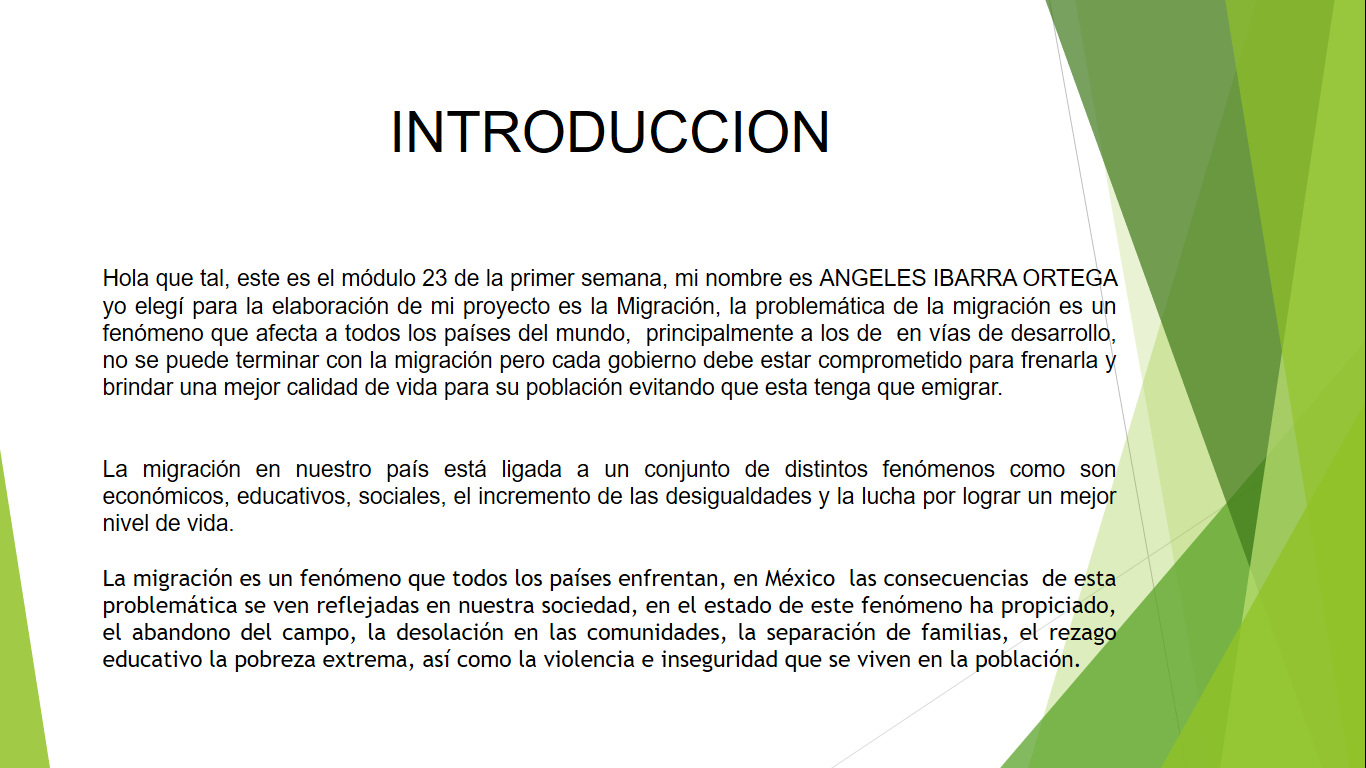 INTRODUCCION
Hola que tal, este es el módulo 23 de la primer semana, mi nombre es ANGELES IBARRA ORTEGA
yo elegí para la elaboración de mi proyecto es la Migración, la problemática de la migración es un
fenómeno que afecta a todos los países del mundo,  principalmente a los de  en vías de desarrollo,
no se puede terminar con la migración pero cada gobierno debe estar comprometido para frenarla y
brindar una mejor calidad de vida para su población evitando que esta tenga que emigrar.
La migración en nuestro país está ligada a un conjunto de distintos fenómenos como son
económicos, educativos, sociales, el incremento de las desigualdades y la lucha por lograr un mejor
nivel de vida.
La migración es un fenómeno que todos los países enfrentan, en México  las consecuencias  de esta
problemática se ven reflejadas en nuestra sociedad, en el estado de este fenómeno ha propiciado,
el abandono del campo, la desolación en las comunidades, la separación de familias, el rezago
educativo la pobreza extrema, así como la violencia e inseguridad que se viven en la población.